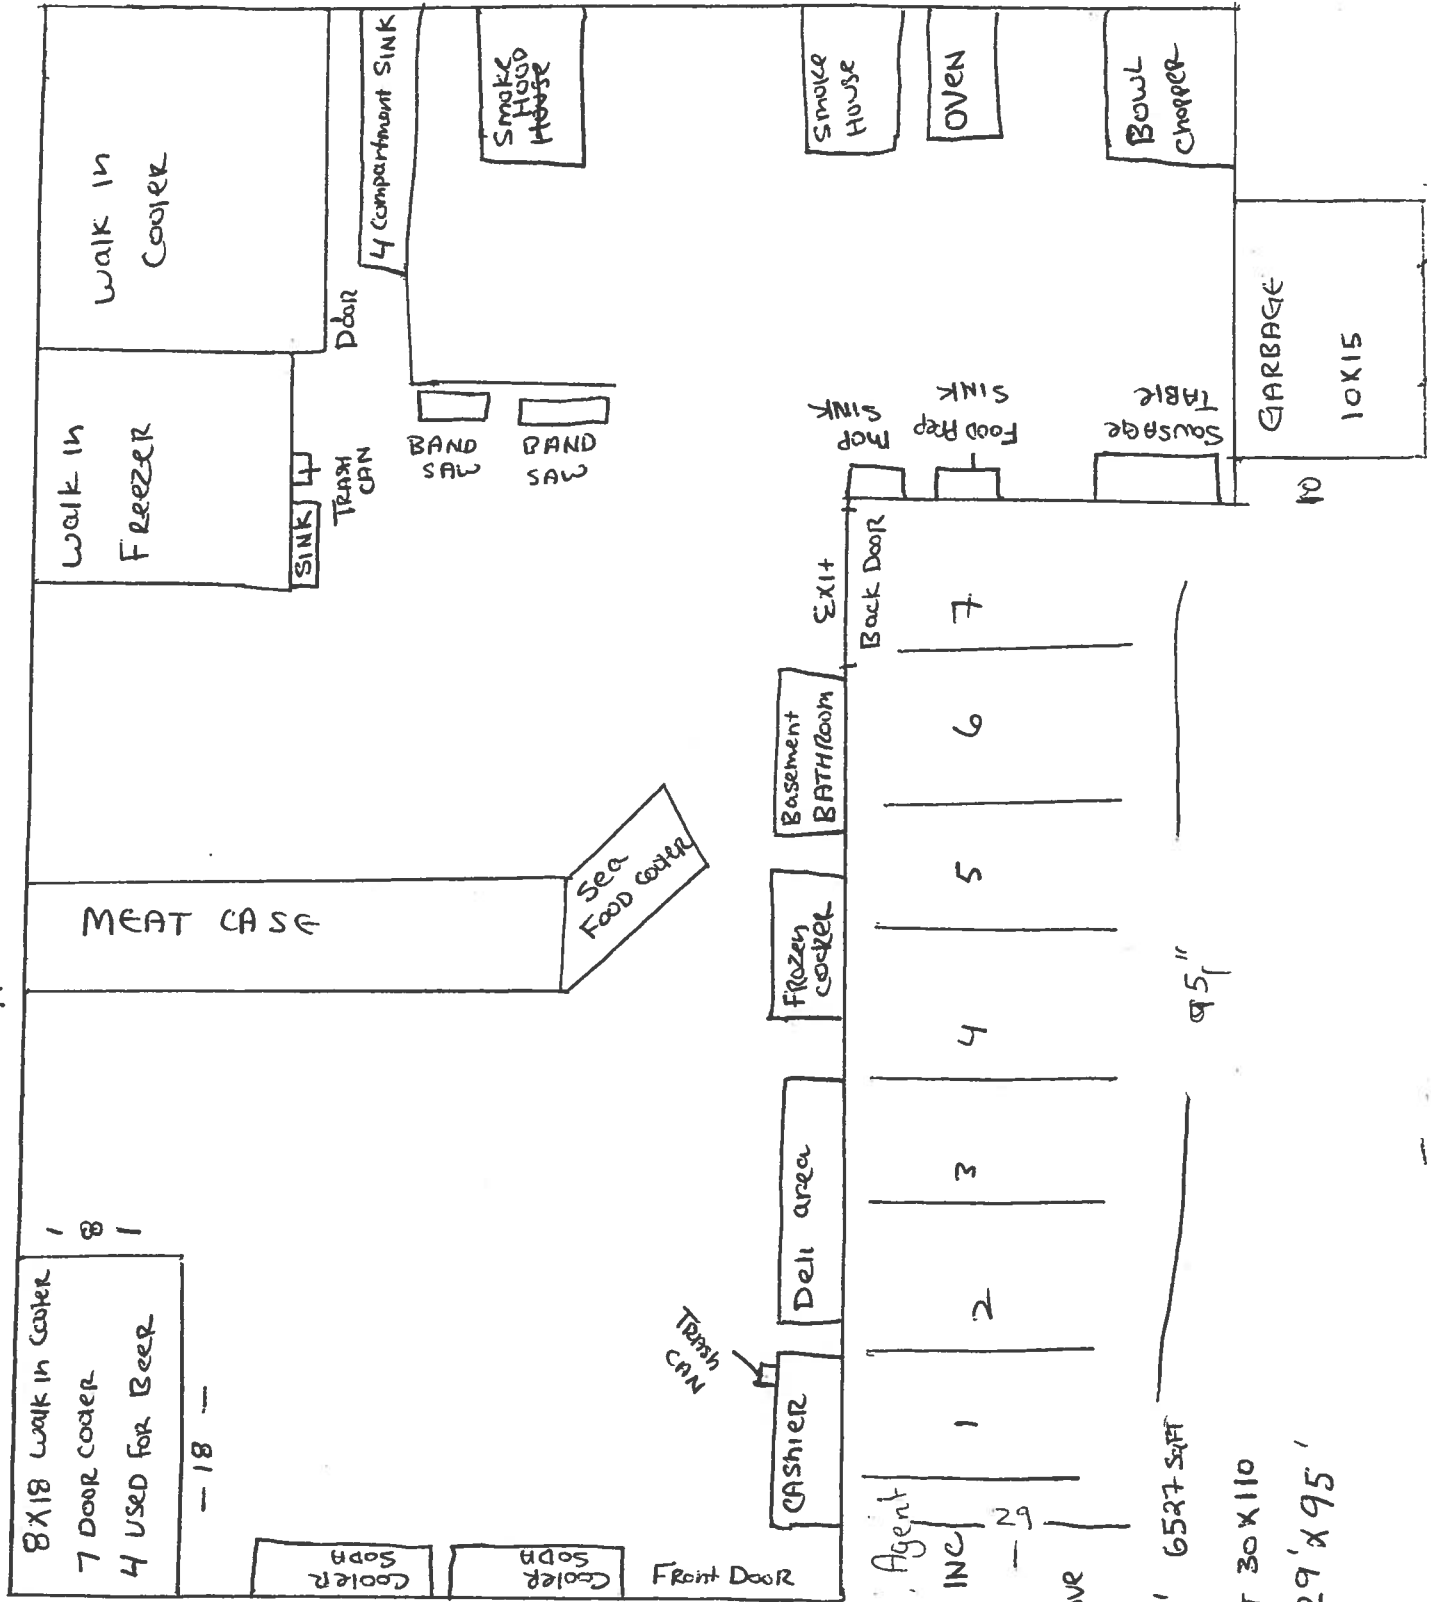 Walk In
Cooler
Walk In
Freezer
Door
4 Compartment SINK
Smoke
HOOD
House
Smoke
House
OVEN
Bowl
Chopper
SINK
4
TRASH
CAN
BAND
SAW
BAND
SAW
MOP
SINK
Food Prep
SINK
SAUSAGE
TABLE
GARBAGE
10X15
10
EXIT
Back Door
MEAT CASE
Sea
Food Cooler
Basement
BATHROOM
Frozen
Cooler
Deli area
TRASH
CAN
CASHIER
8X18 Walk In Cooler
7 Door Cooler
4 USED FOR BEER
8
- 18 -
Cooler
SODA
Cooler
SODA
Front Door
1
2
3
4
5
6
7
Agent
INC
29
95"
6527 SqFT
30X110
29'X95'